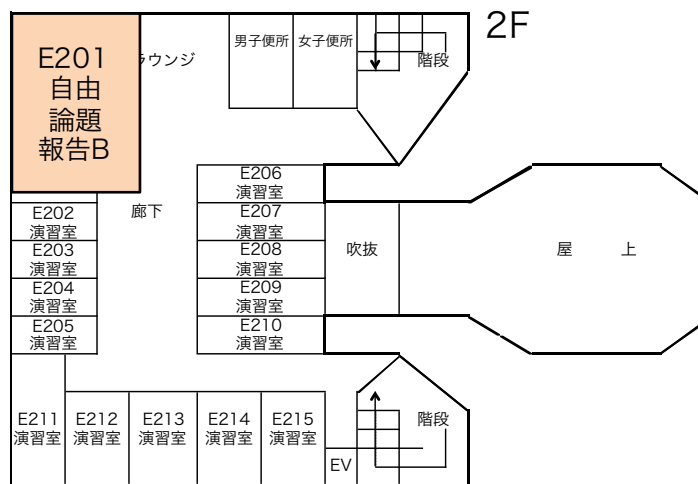 2F
E201
自由
論題
報告B
ラウンジ
男子便所
女子便所
階段
E206
演習室
E202
演習室
廊下
E207
演習室
E203
演習室
E208
演習室
吹抜
屋 上
E204
演習室
E209
演習室
E205
演習室
E210
演習室
E211
演習室
E212
演習室
E213
演習室
E214
演習室
E215
演習室
EV
階段